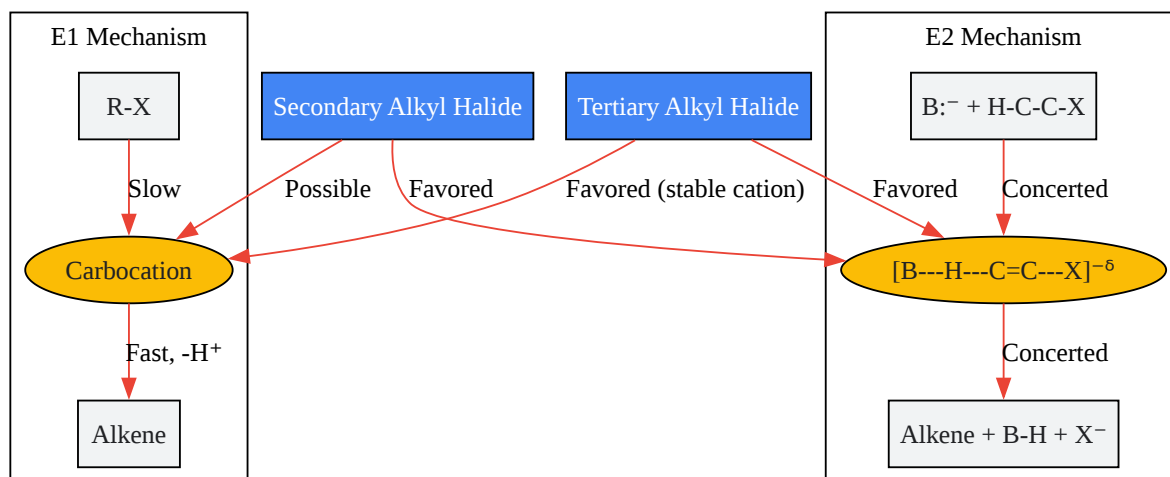 E1 Mechanism
E2 Mechanism
R-X
Secondary Alkyl Halide
Tertiary Alkyl Halide
B:⁻ + H-C-C-X
Slow
Possible
Favored
Favored (stable cation)
Favored
Concerted
Carbocation
[B---H---C=C---X]⁻ᵟ
Fast, -H⁺
Concerted
Alkene
Alkene + B-H + X⁻